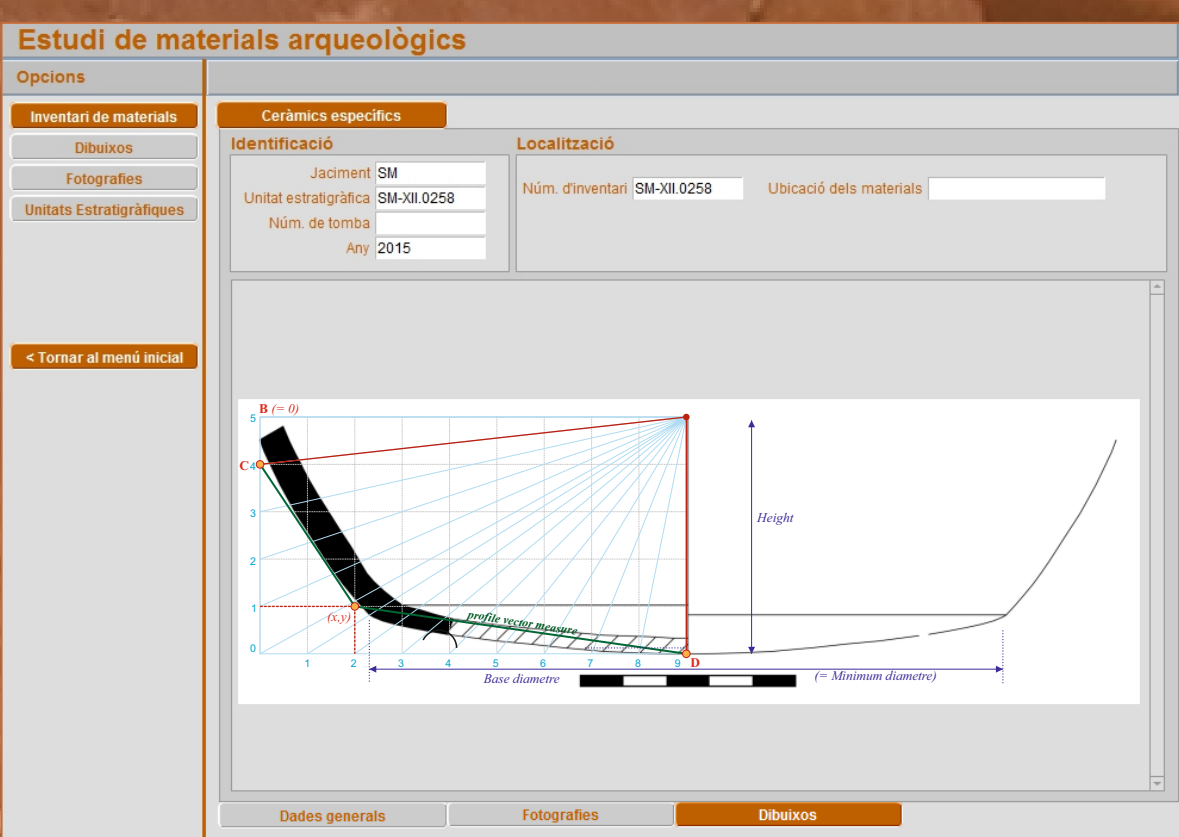 Estudi de materials arqueològics
Opcions
Inventari de materials
Dibuixos
Fotografies
Unitats Estratigràfiques
< Tornar al menú inicial
Ceràmics específics
Identificació
Jaciment SM
Unitat estratigràfica SM-XII.0258
Núm. de tomba
Any 2015
Localització
Núm. d'inventari SM-XII.0258
Ubicació dels materials
B (= 0)
5
C 4
3
2
1
0
(x,y)
profile vector measure
Height
1 2 3 4 5 6 7 8 9 D
Base diametre
(= Minimum diametre)
Dades generals
Fotografies
Dibuixos